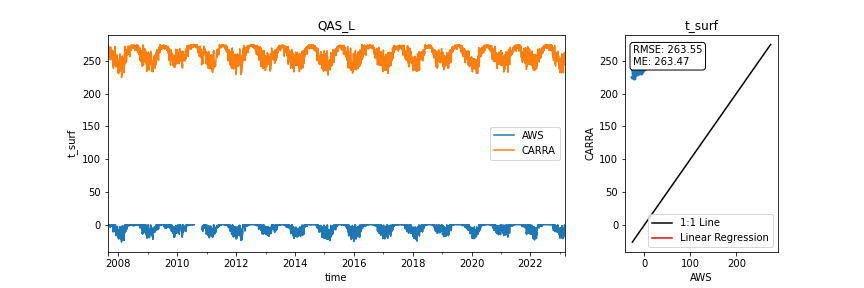 QAS_L
t_surf
250
200
150
100
50
0
t_surf
AWS
CARRA
2008
2010
2012
2014
2016
2018
2020
2022
time
RMSE: 263.55
ME: 263.47
250
200
150
100
50
0
CARRA
1:1 Line
Linear Regression
0
100
200
AWS